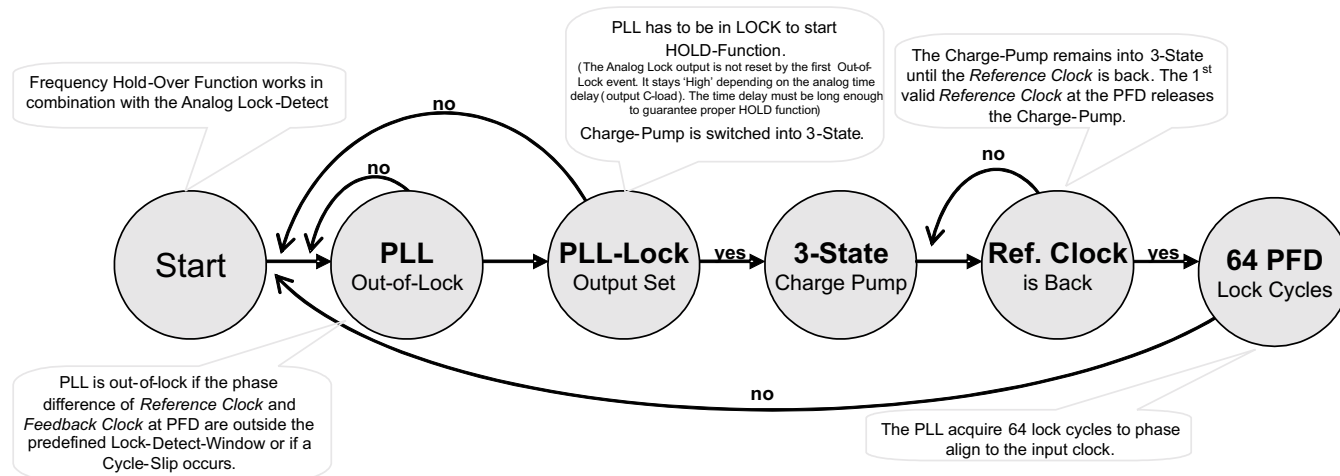 Frequency Hold-Over Function works in
combination with the Analog Lock-Detect
PLL has to be in LOCK to start
HOLD-Function.
(The Analog Lock output is not reset by the first Out-of-
Lock event. It stays 'High' depending on the analog time
delay (output C-load). The time delay must be long enough
to guarantee proper HOLD function)
Charge-Pump is switched into 3-State.
The Charge-Pump remains into 3-State
until the Reference Clock is back. The 1st
valid Reference Clock at the PFD releases
the Charge-Pump.
no
no
no
Start
PLL
Out-of-Lock
PLL-Lock
Output Set
yes
3-State
Charge Pump
Ref. Clock
is Back
yes
64 PFD
Lock Cycles
no
PLL is out-of-lock if the phase
difference of Reference Clock and
Feedback Clock at PFD are outside the
predefined Lock-Detect-Window or if a
Cycle-Slip occurs.
The PLL acquire 64 lock cycles to phase
align to the input clock.